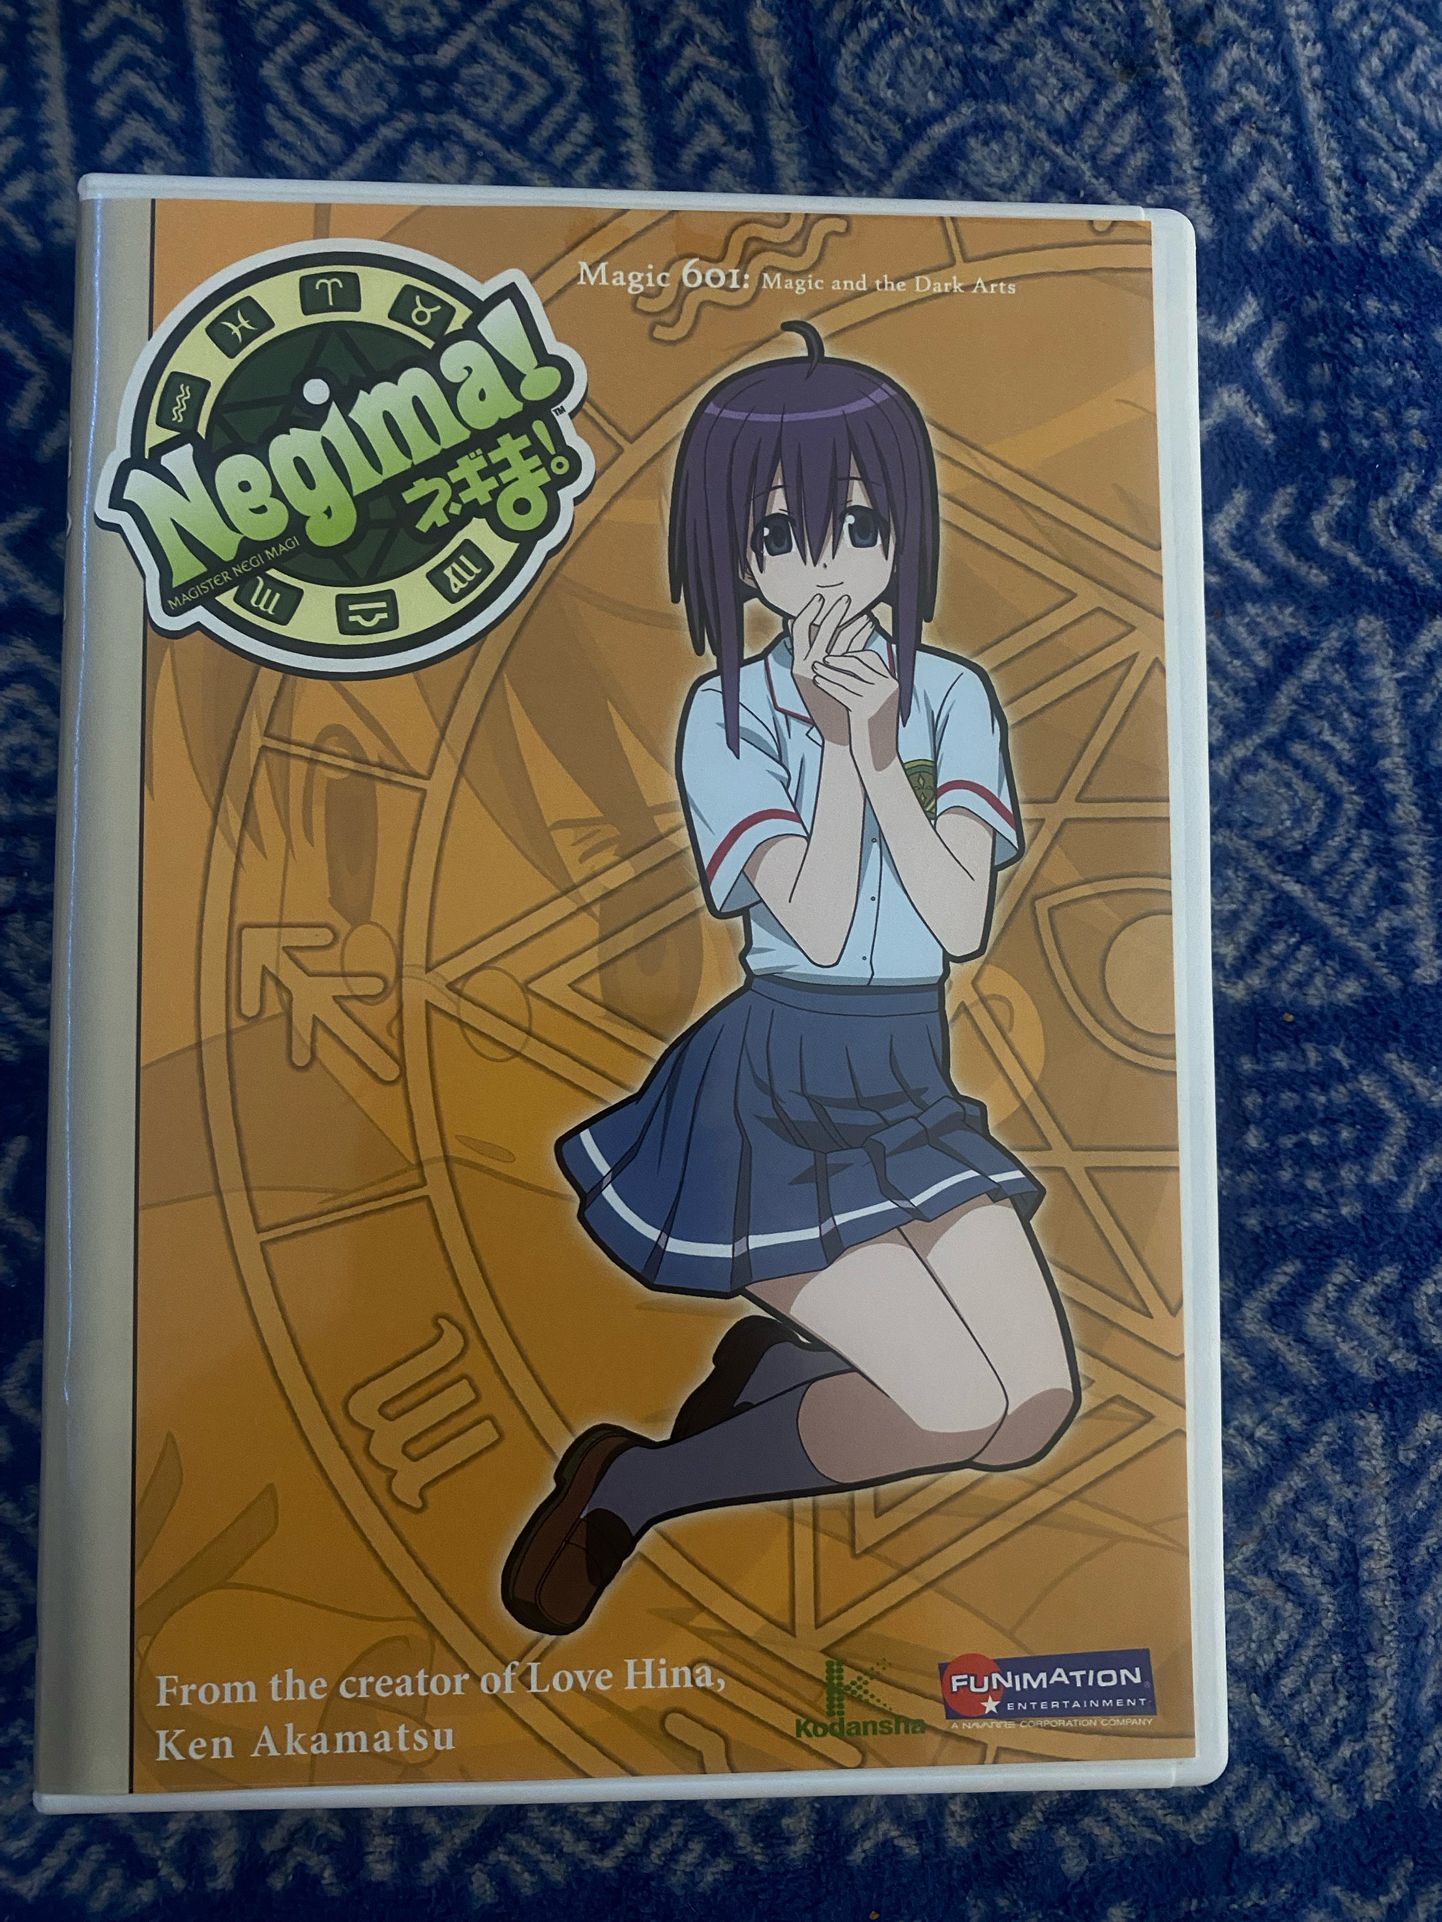 Magic 601: Magic and the Dark Arts
Negima!™
ネギま!
MAGISTER NEGI MAGI
From the creator of Love Hina,
Ken Akamatsu
Kodansha
FUNIMATION®
ENTERTAINMENT
A NAVARRE CORPORATION COMPANY